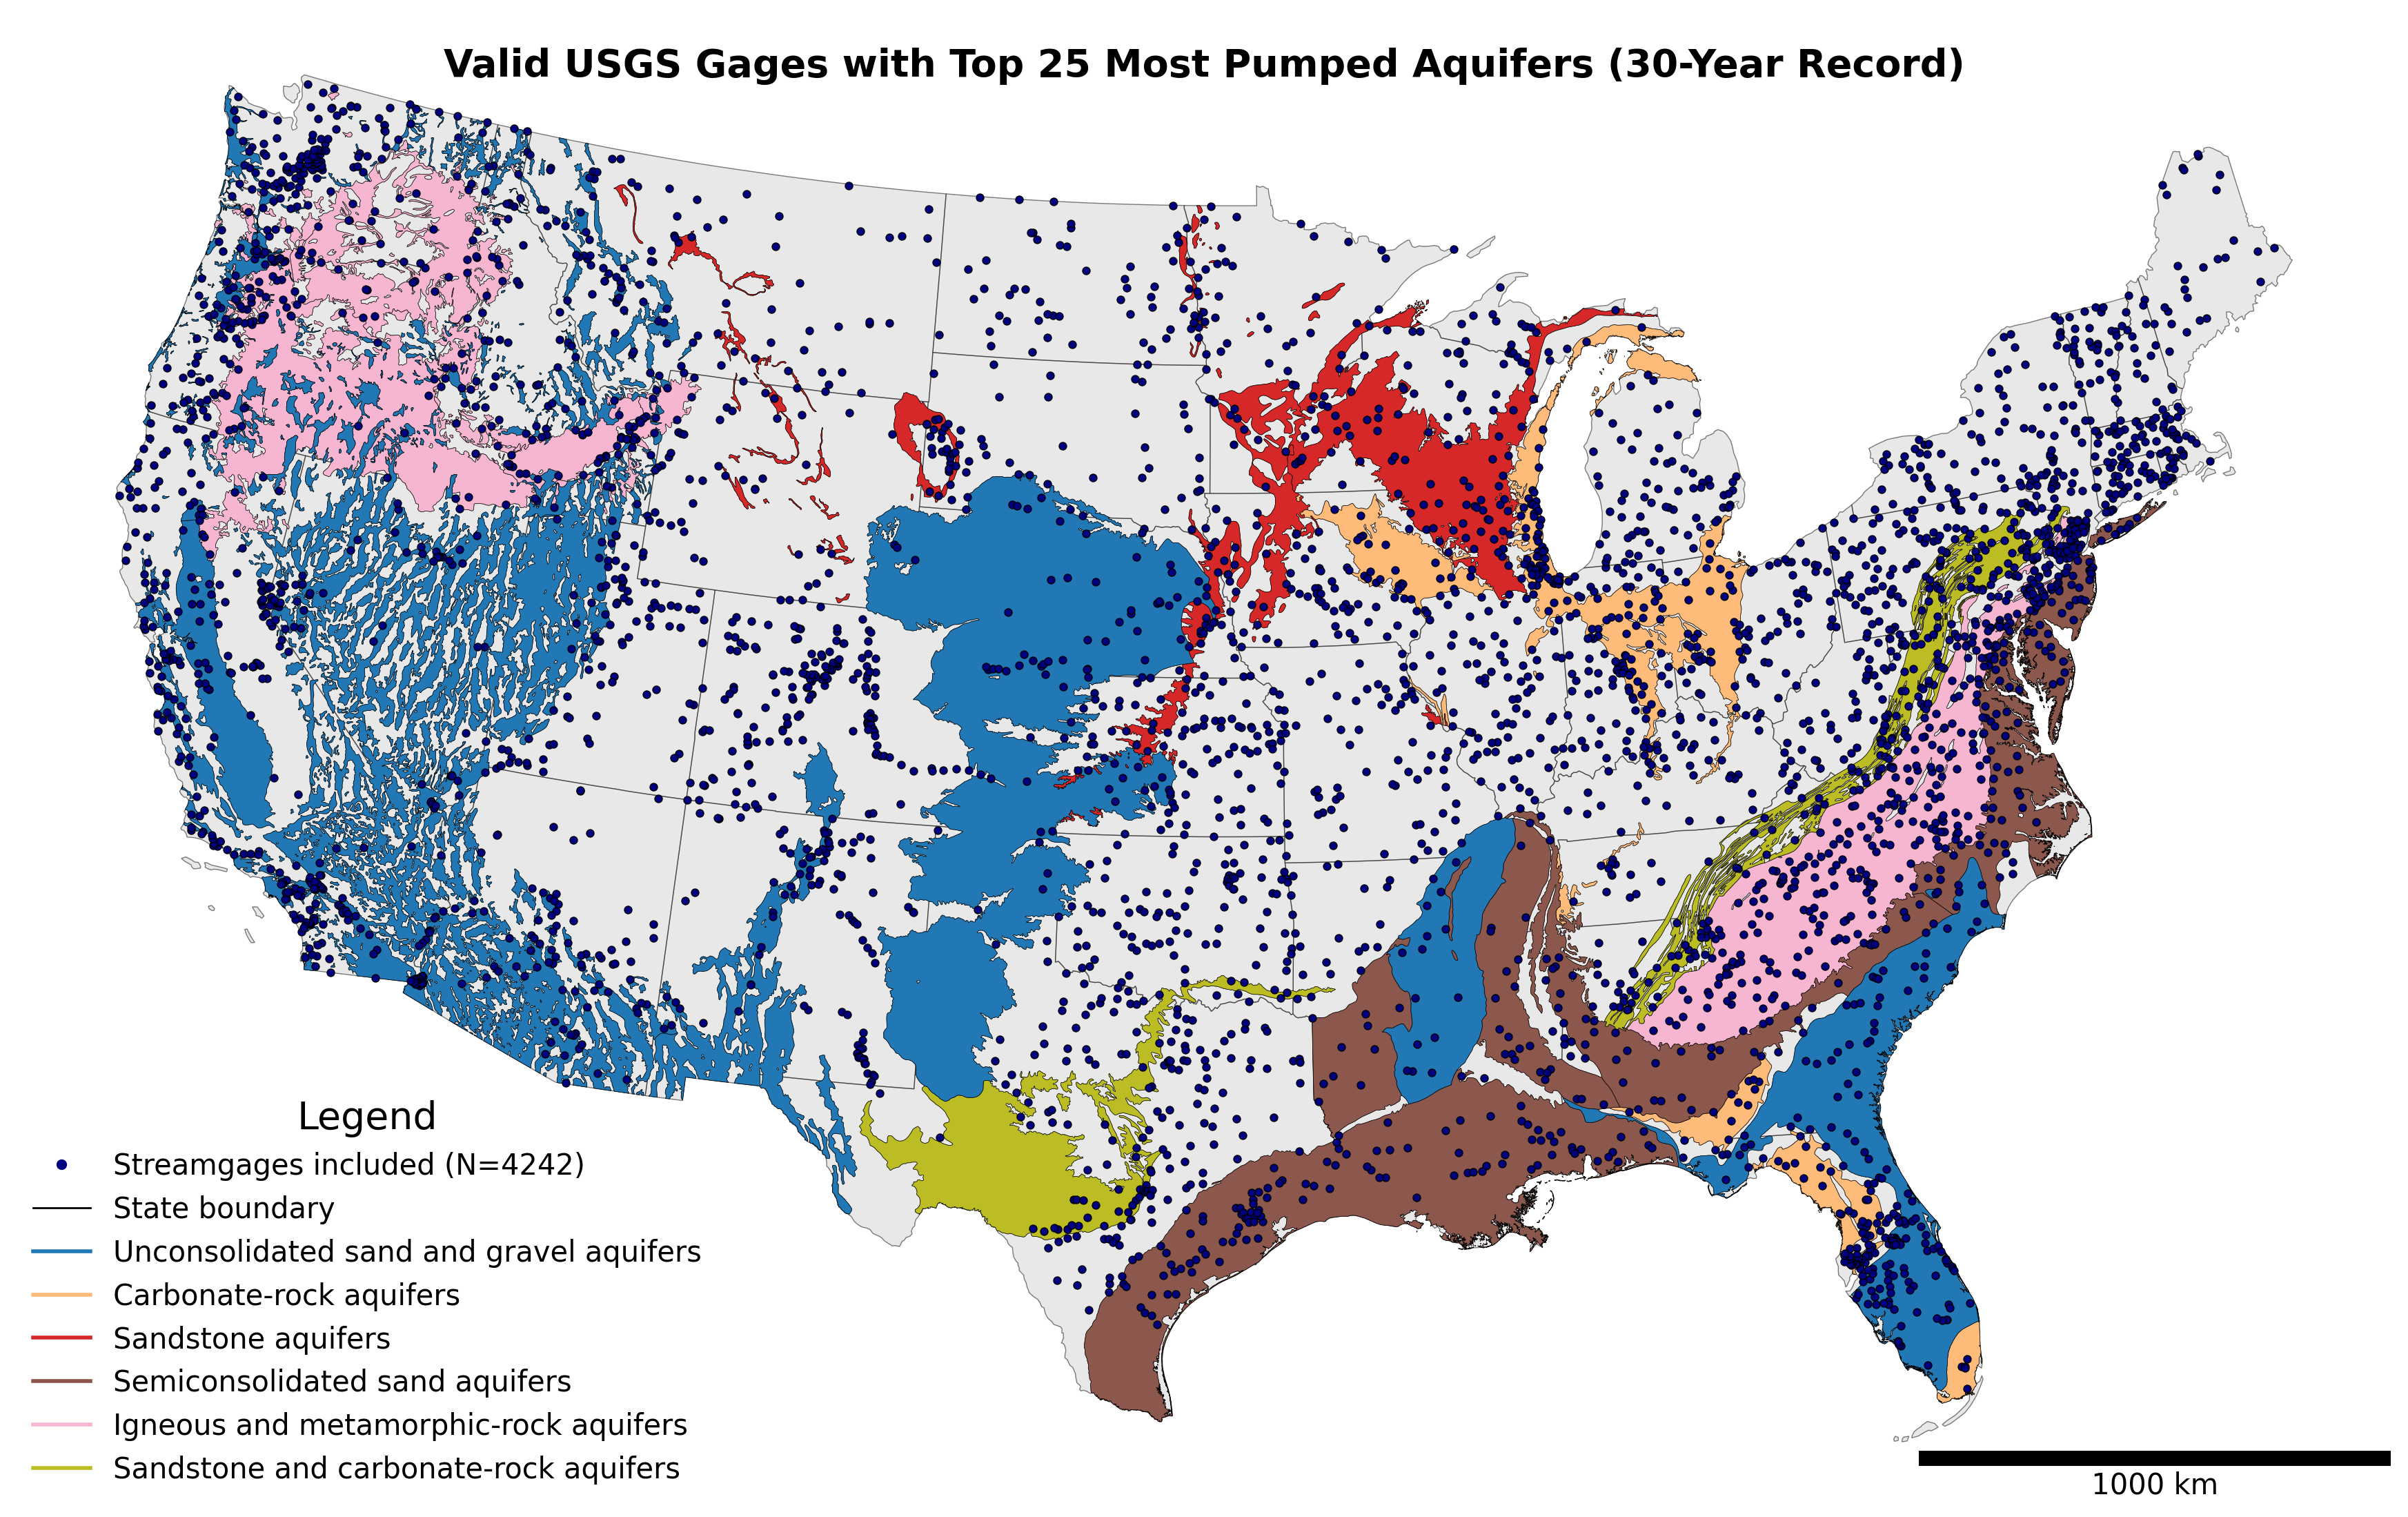 Valid USGS Gages with Top 25 Most Pumped Aquifers (30-Year Record)
Legend
Streamgages included (N=4242)
State boundary
Unconsolidated sand and gravel aquifers
Carbonate-rock aquifers
Sandstone aquifers
Semiconsolidated sand aquifers
Igneous and metamorphic-rock aquifers
Sandstone and carbonate-rock aquifers
1000 km